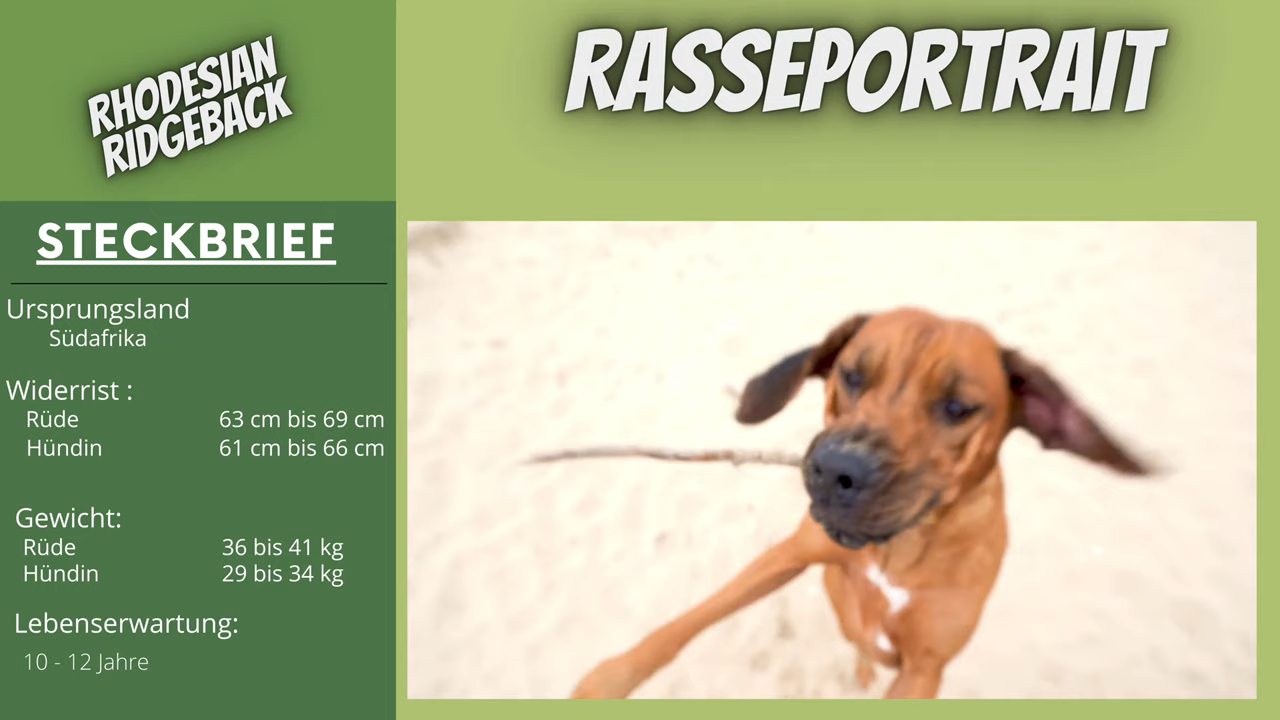 RHODESIAN
RIDGEBACK
RASSEPORTRAIT
STECKBRIEF
Ursprungsland
Südafrika
Widerrist :
Rüde 63 cm bis 69 cm
Hündin 61 cm bis 66 cm
Gewicht:
Rüde 36 bis 41 kg
Hündin 29 bis 34 kg
Lebenserwartung:
10 - 12 Jahre